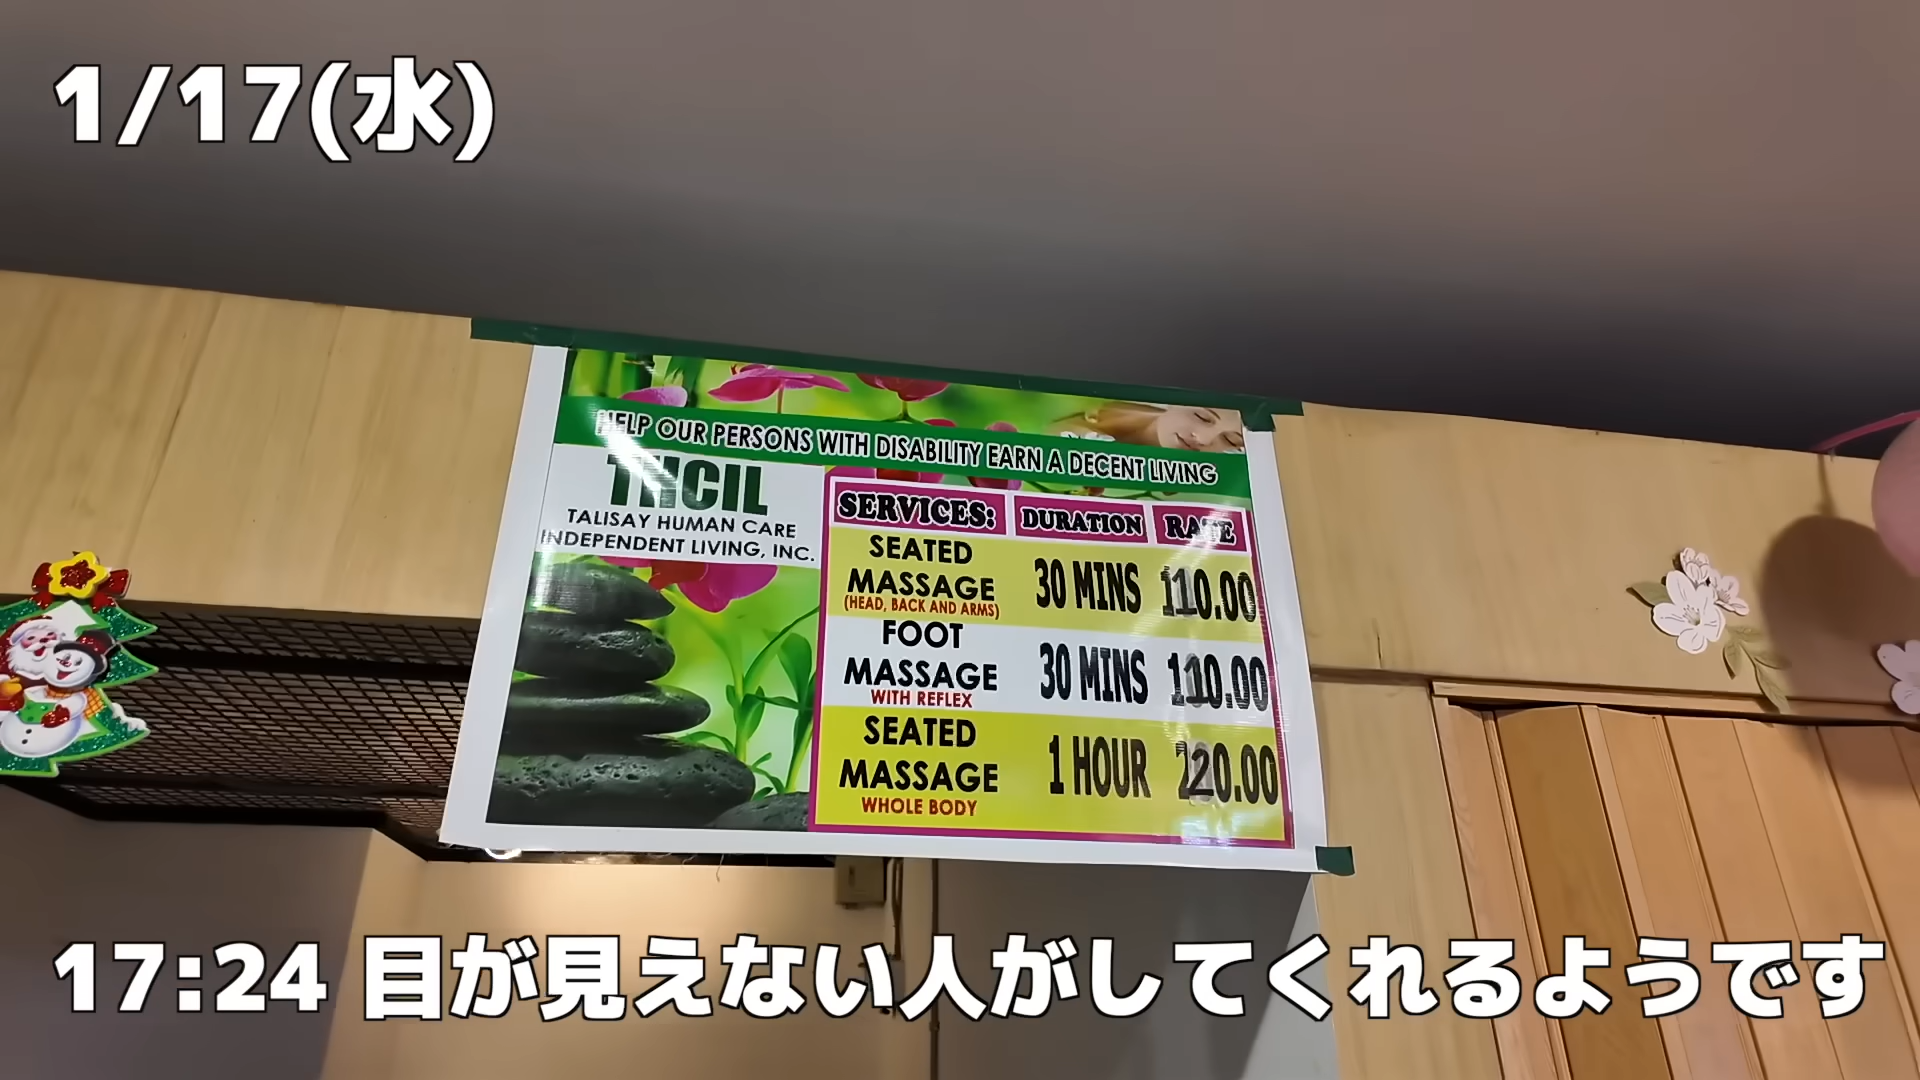 1/17(水)
HELP OUR PERSONS WITH DISABILITY EARN A DECENT LIVING
THCIL
TALISAY HUMAN CARE
INDEPENDENT LIVING, INC.
SERVICES: DURATION RATE
SEATED
MASSAGE 30 MINS 110.00
(HEAD, BACK AND ARMS)
FOOT
MASSAGE 30 MINS 110.00
WITH REFLEX
SEATED
MASSAGE 1 HOUR 220.00
WHOLE BODY
17:24 目が見えない人がしてくれるようです